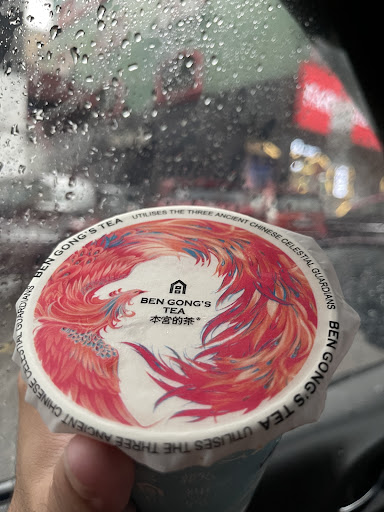 BEN GONG'S TEA UTILISES THE THREE ANCIENT CHINESE CELESTIAL GUARDIANS
BEN GONG'S TEA UTILISES THE THREE ANCIENT CHINESE CELESTIAL GUARDIANS
BEN GONG'S
TEA
本宮的茶*